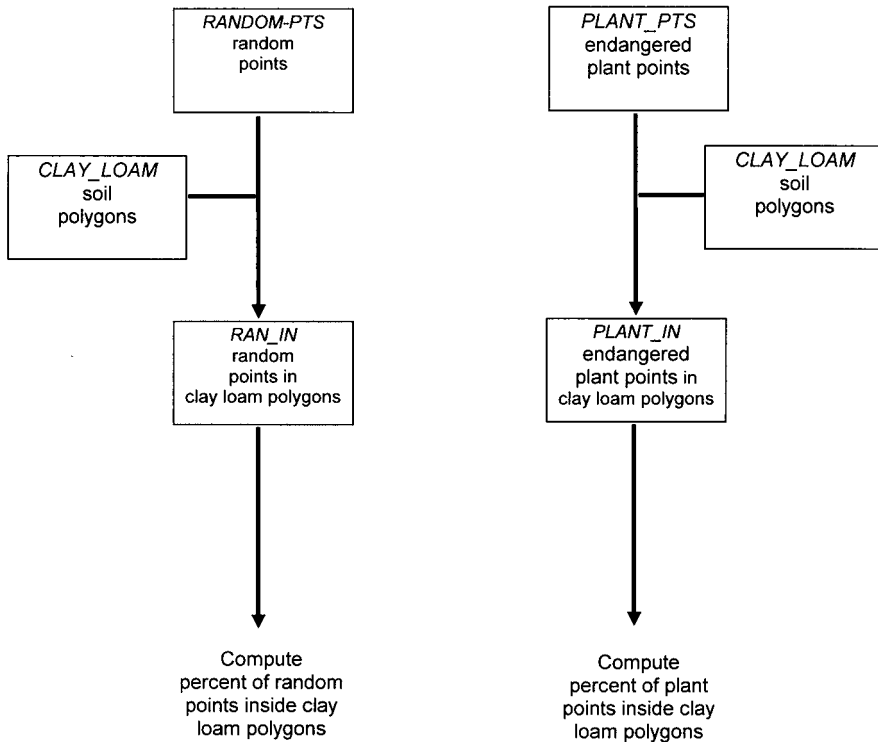 RANDOM-PTS
random
points
PLANT_PTS
endangered
plant points
CLAY_LOAM
soil
polygons
CLAY_LOAM
soil
polygons
RAN_IN
random
points in
clay loam polygons
PLANT_IN
endangered
plant points in
clay loam polygons
Compute
percent of random
points inside clay
loam polygons
Compute
percent of plant
points inside clay
loam polygons